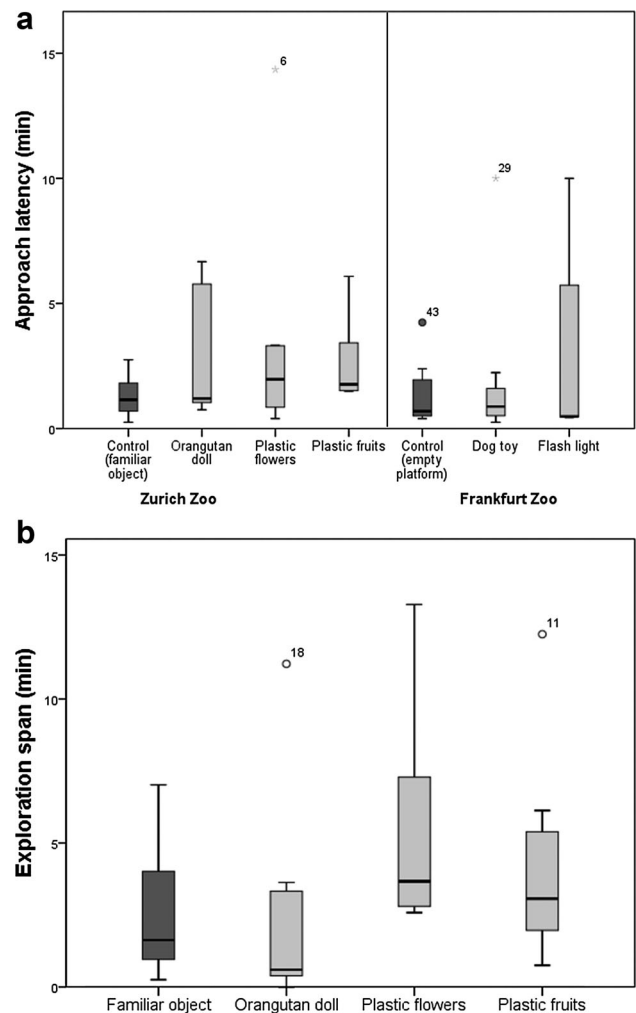 a
Approach latency (min)
15
10
5
0
6
29
43
Control
(familiar
object)
Orangutan
doll
Plastic
flowers
Plastic fruits
Control
(empty
platform)
Dog toy
Flash light
Zurich Zoo
Frankfurt Zoo
b
Exploration span (min)
15
10
5
0
18
11
Familiar object
Orangutan doll
Plastic flowers
Plastic fruits